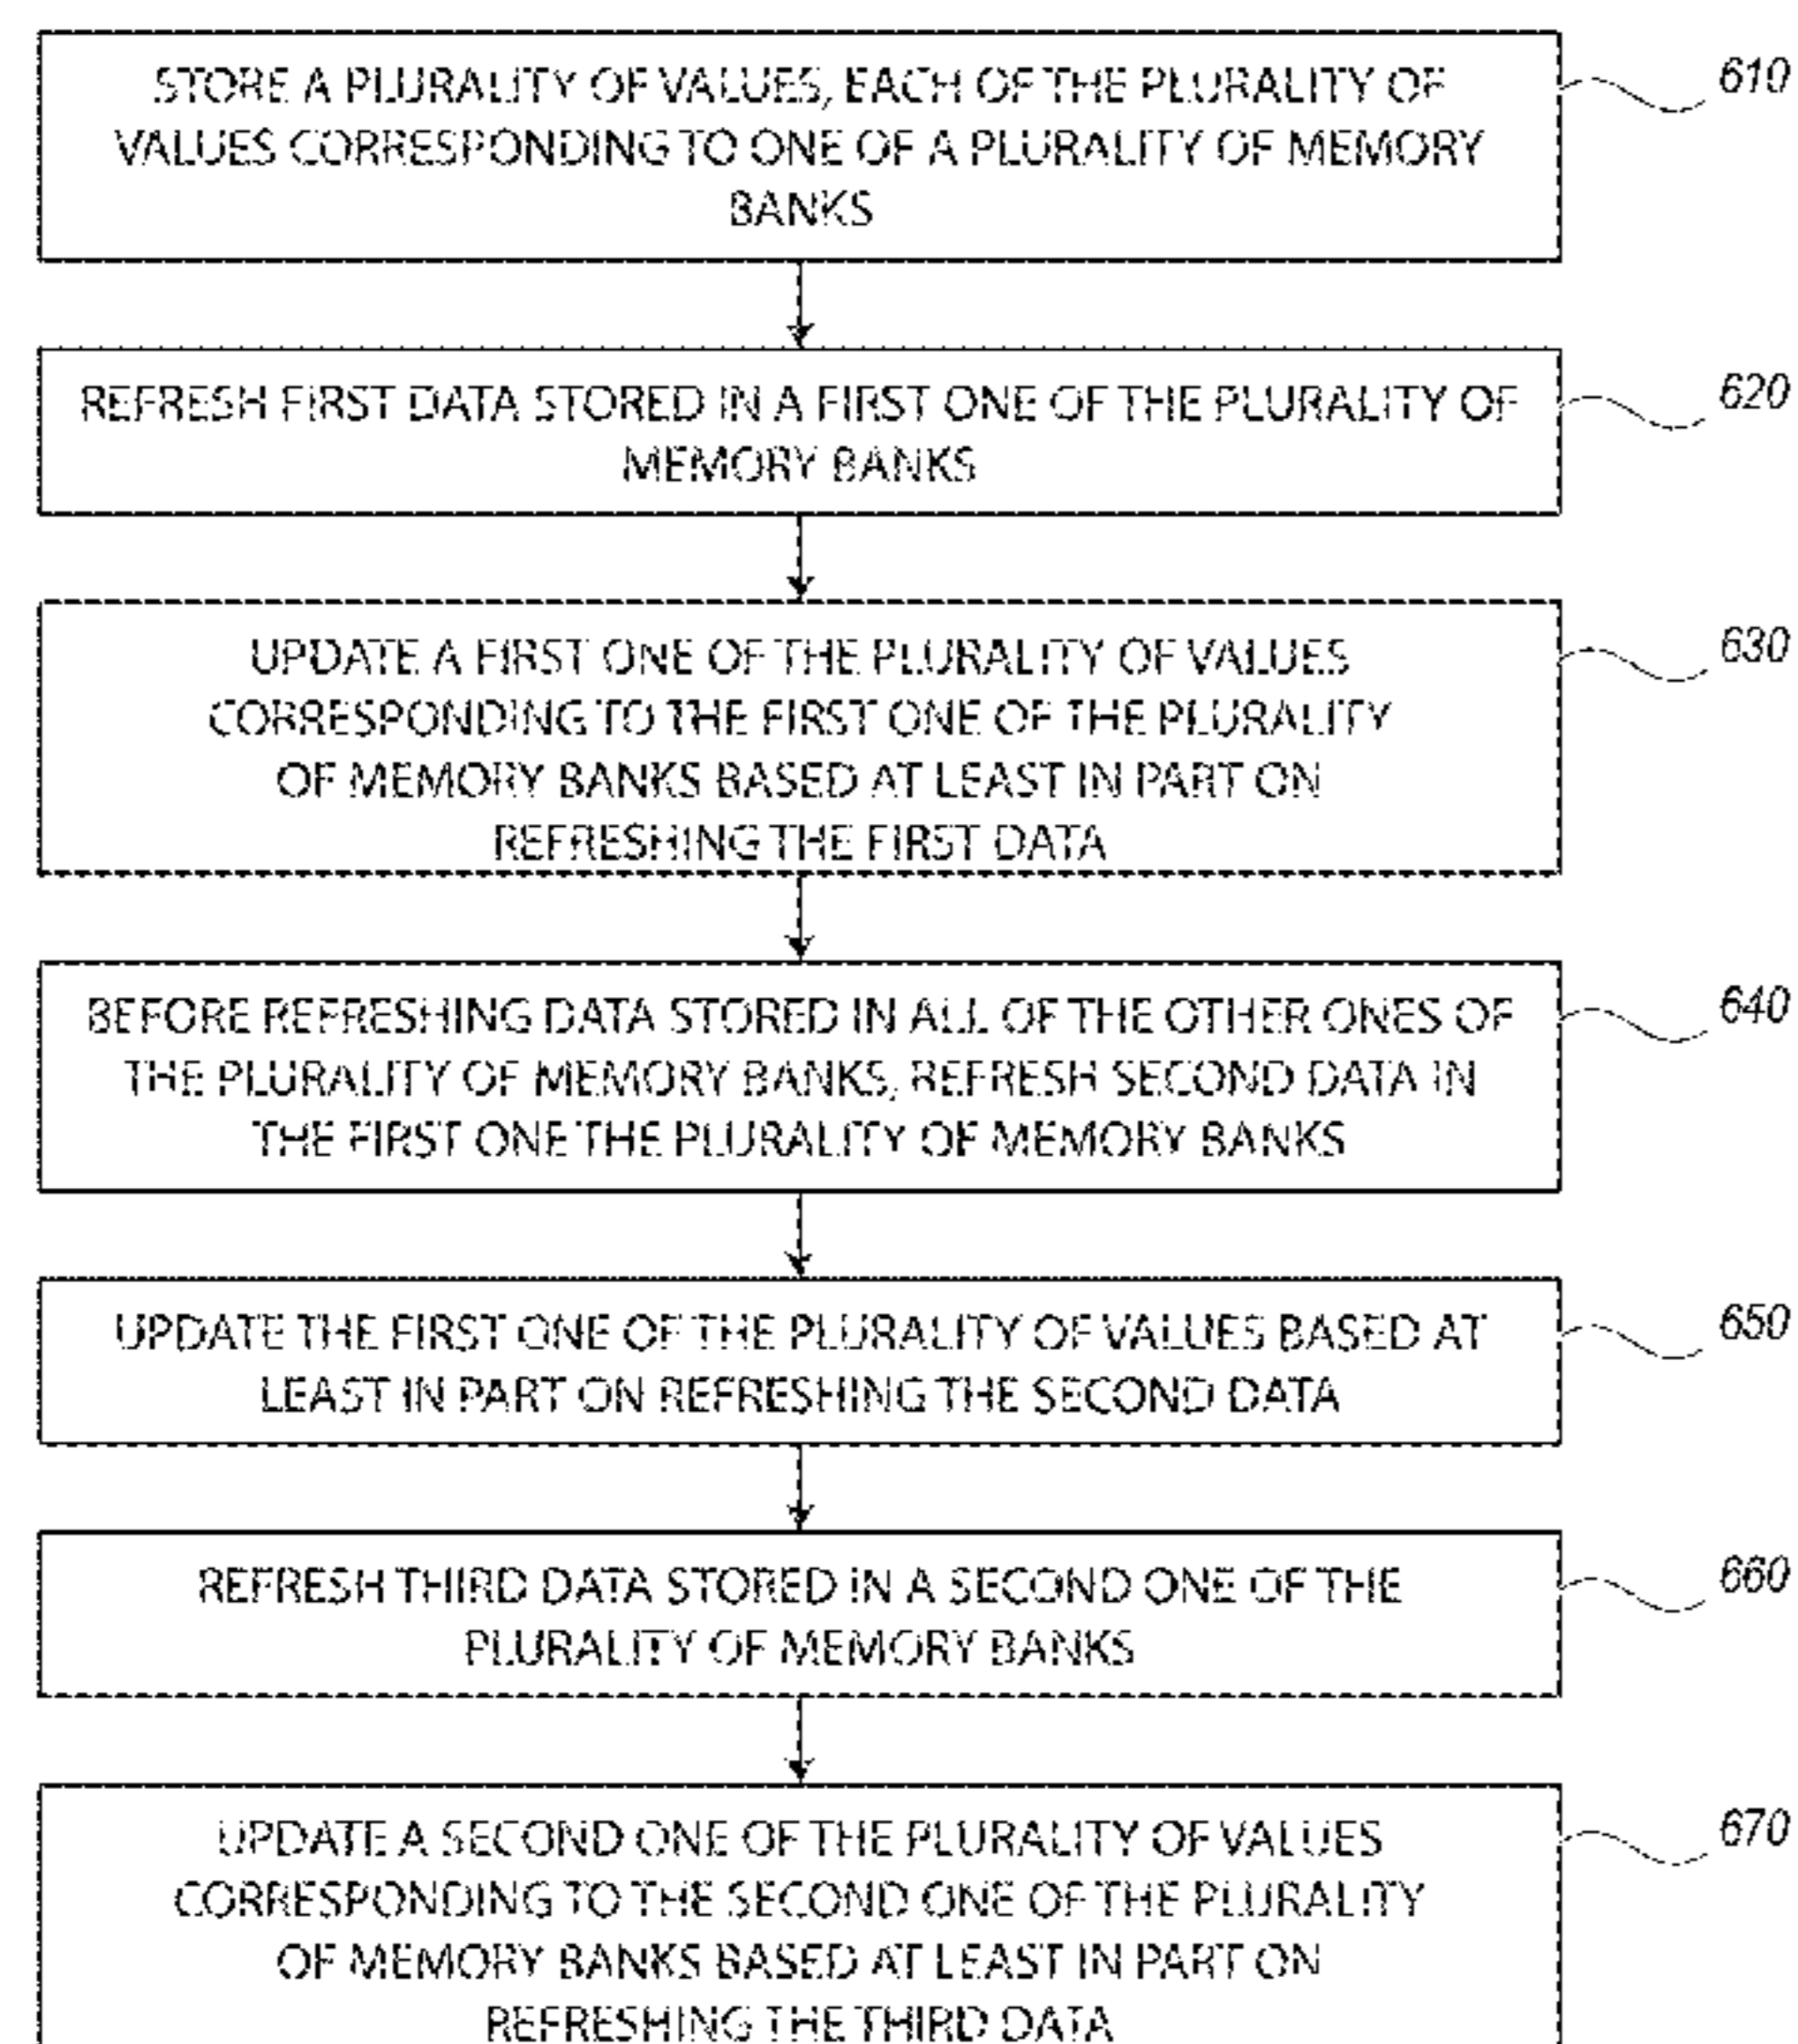 STORE A PLURALITY OF VALUES, EACH OF THE PLURALITY OF
VALUES CORRESPONDING TO ONE OF A PLURALITY OF MEMORY
BANKS
610
REFRESH FIRST DATA STORED IN A FIRST ONE OF THE PLURALITY OF
MEMORY BANKS
620
UPDATE A FIRST ONE OF THE PLURALITY OF VALUES
CORRESPONDING TO THE FIRST ONE OF THE PLURALITY
OF MEMORY BANKS BASED AT LEAST IN PART ON
REFRESHING THE FIRST DATA
630
BEFORE REFRESHING DATA STORED IN ALL OF THE OTHER ONES OF
THE PLURALITY OF MEMORY BANKS, REFRESH SECOND DATA IN
THE FIRST ONE THE PLURALITY OF MEMORY BANKS
640
UPDATE THE FIRST ONE OF THE PLURALITY OF VALUES BASED AT
LEAST IN PART ON REFRESHING THE SECOND DATA
650
REFRESH THIRD DATA STORED IN A SECOND ONE OF THE
PLURALITY OF MEMORY BANKS
660
UPDATE A SECOND ONE OF THE PLURALITY OF VALUES
CORRESPONDING TO THE SECOND ONE OF THE PLURALITY
OF MEMORY BANKS BASED AT LEAST IN PART ON
REFRESHING THE THIRD DATA
670